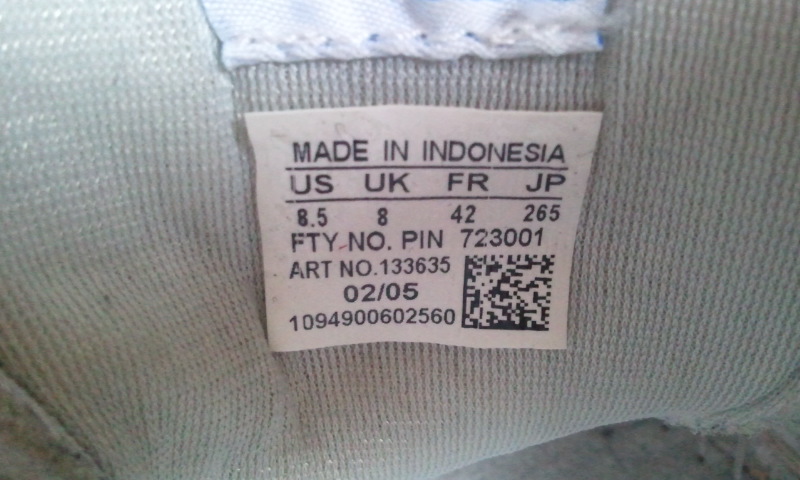 MADE IN INDONESIA
US UK FR JP
8.5 8 42 265
FTY NO. PIN 723001
ART NO.133635
02/05
1094900602560